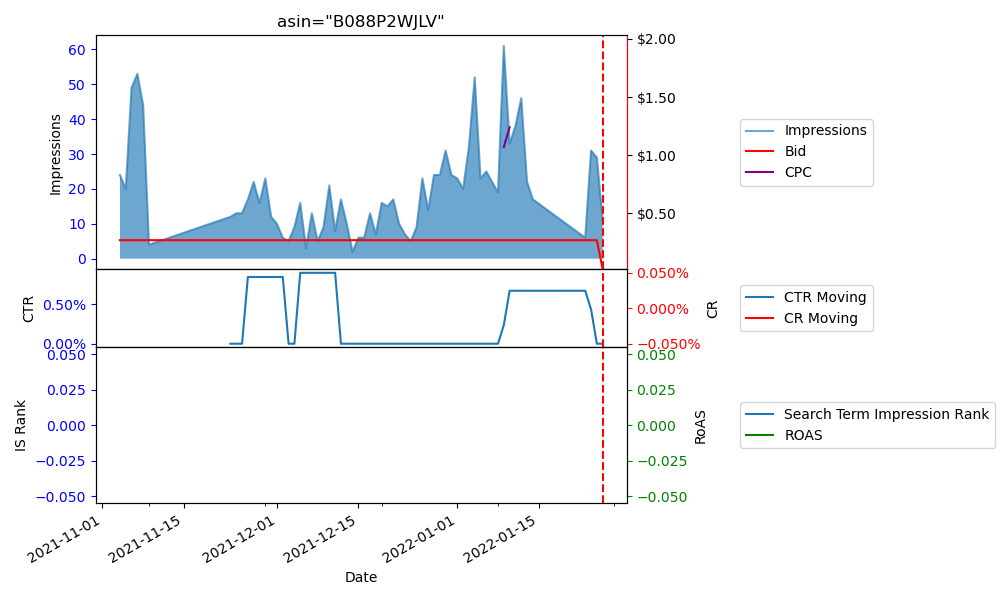 asin="B088P2WJLV"
60
50
40
30
20
10
0
Impressions
$2.00
$1.50
$1.00
$0.50
Impressions
Bid
CPC
0.50%
0.00%
CTR
0.050%
0.000%
−0.050%
CR
CTR Moving
CR Moving
0.050
0.025
0.000
−0.025
−0.050
IS Rank
0.050
0.025
0.000
−0.025
−0.050
RoAS
Search Term Impression Rank
ROAS
2021-11-01
2021-11-15
2021-12-01
2021-12-15
2022-01-01
2022-01-15
Date